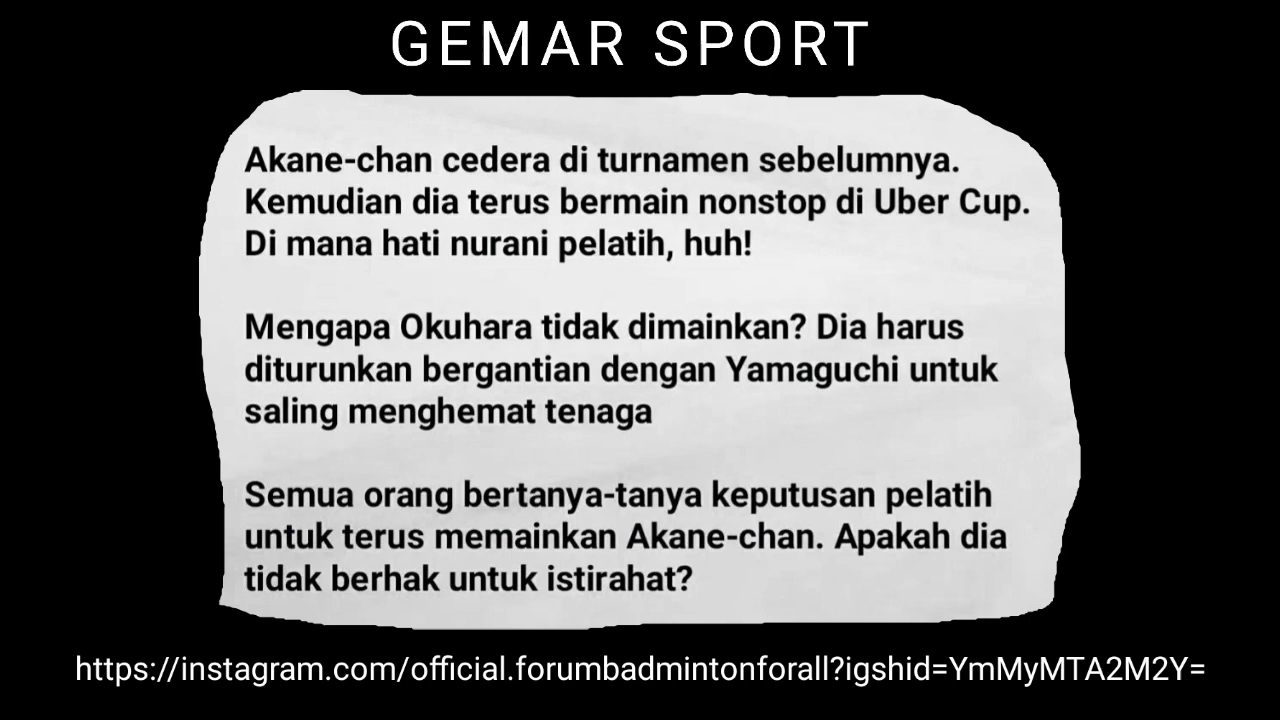 GEMAR SPORT
Akane-chan cedera di turnamen sebelumnya.
Kemudian dia terus bermain nonstop di Uber Cup.
Di mana hati nurani pelatih, huh!
Mengapa Okuhara tidak dimainkan? Dia harus
diturunkan bergantian dengan Yamaguchi untuk
saling menghemat tenaga
Semua orang bertanya-tanya keputusan pelatih
untuk terus memainkan Akane-chan. Apakah dia
tidak berhak untuk istirahat?
https://instagram.com/official.forumbadmintonforall?igshid=YmMyMTA2M2Y=